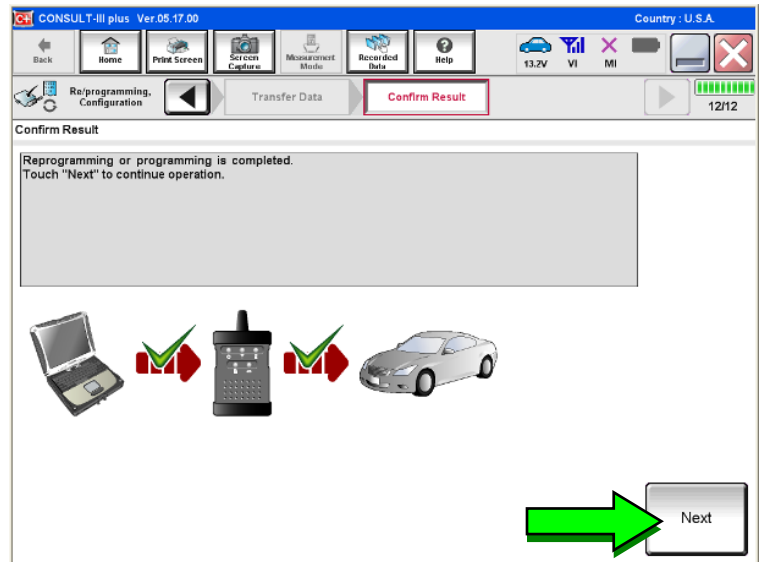 C+ CONSULT-III plus Ver.05.17.00 Country : U.S.A.
Back
Home
Print Screen
Screen
Capture
Measurement
Mode
Recorded
Data
Help
13.2V VI MI
Re/programming,
Configuration
Transfer Data
Confirm Result
12/12
Confirm Result
Reprogramming or programming is completed.
Touch "Next" to continue operation.
Next